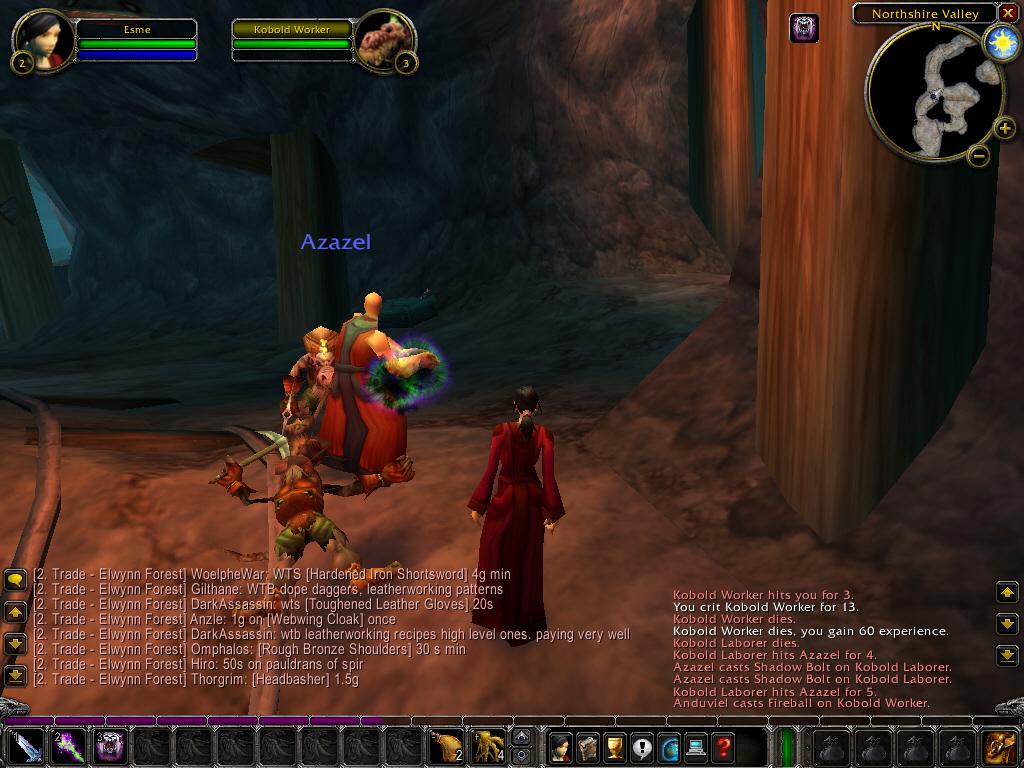 Esme
2
Kobold Worker
3
Northshire Valley
N
Azazel
[2. Trade - Elwynn Forest] WoelpheWar: WTS [Hardened Iron Shortsword] 4g min
[2. Trade - Elwynn Forest] Gilthane: WTB dope daggers, leatherworking patterns
[2. Trade - Elwynn Forest] DarkAssassin: wts [Toughened Leather Gloves] 20s
[2. Trade - Elwynn Forest] Anzle: 1g on [Webwing Cloak] once
[2. Trade - Elwynn Forest] DarkAssassin: wtb leatherworking recipes high level ones. paying very well
[2. Trade - Elwynn Forest] Omphalos: [Rough Bronze Shoulders] 30 s min
[2. Trade - Elwynn Forest] Hiro: 50s on pauldrans of spir
[2. Trade - Elwynn Forest] Thorgrim: [Headbasher] 1.5g
Kobold Worker hits you for 3.
You crit Kobold Worker for 13.
Kobold Worker dies.
Kobold Worker dies, you gain 60 experience.
Kobold Laborer dies.
Kobold Laborer hits Azazel for 4.
Azazel casts Shadow Bolt on Kobold Laborer.
Azazel casts Shadow Bolt on Kobold Laborer.
Kobold Laborer hits Azazel for 5.
Anduviel casts Fireball on Kobold Worker.
2
3
2
4